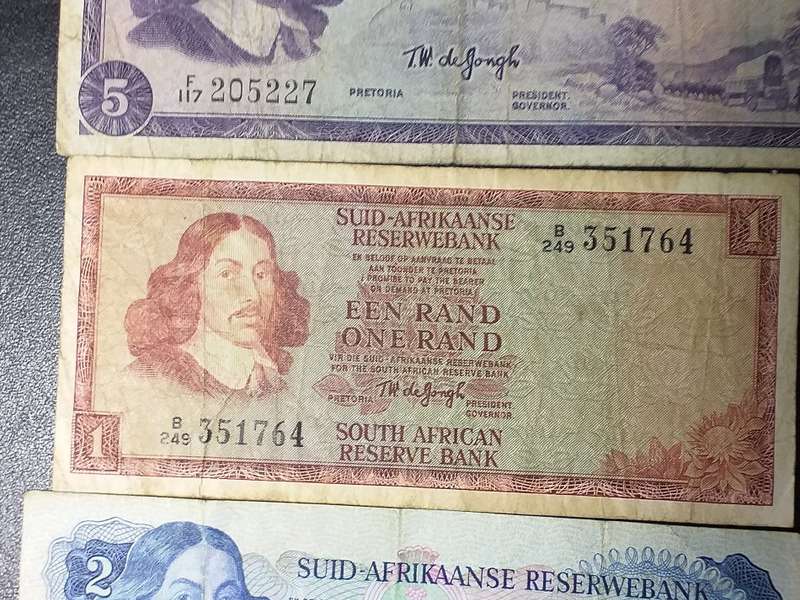 T.W. de Jongh
5
F
117 205227
PRETORIA
PRESIDENT.
GOVERNOR.
SUID-AFRIKAANSE
RESERWEBANK
B
249 351764
1
EK BELOOF OP AANVRAAG TE BETAAL
AAN TOONDER TE PRETORIA
I PROMISE TO PAY THE BEARER
ON DEMAND AT PRETORIA
EEN RAND
ONE RAND
VIR DIE SUID-AFRIKAANSE RESERWEBANK
FOR THE SOUTH AFRICAN RESERVE BANK
T.W. de Jongh
PRETORIA
PRESIDENT
GOVERNOR
1
B
249 351764
SOUTH AFRICAN
RESERVE BANK
2
SUID-AFRIKAANSE RESERWEBANK